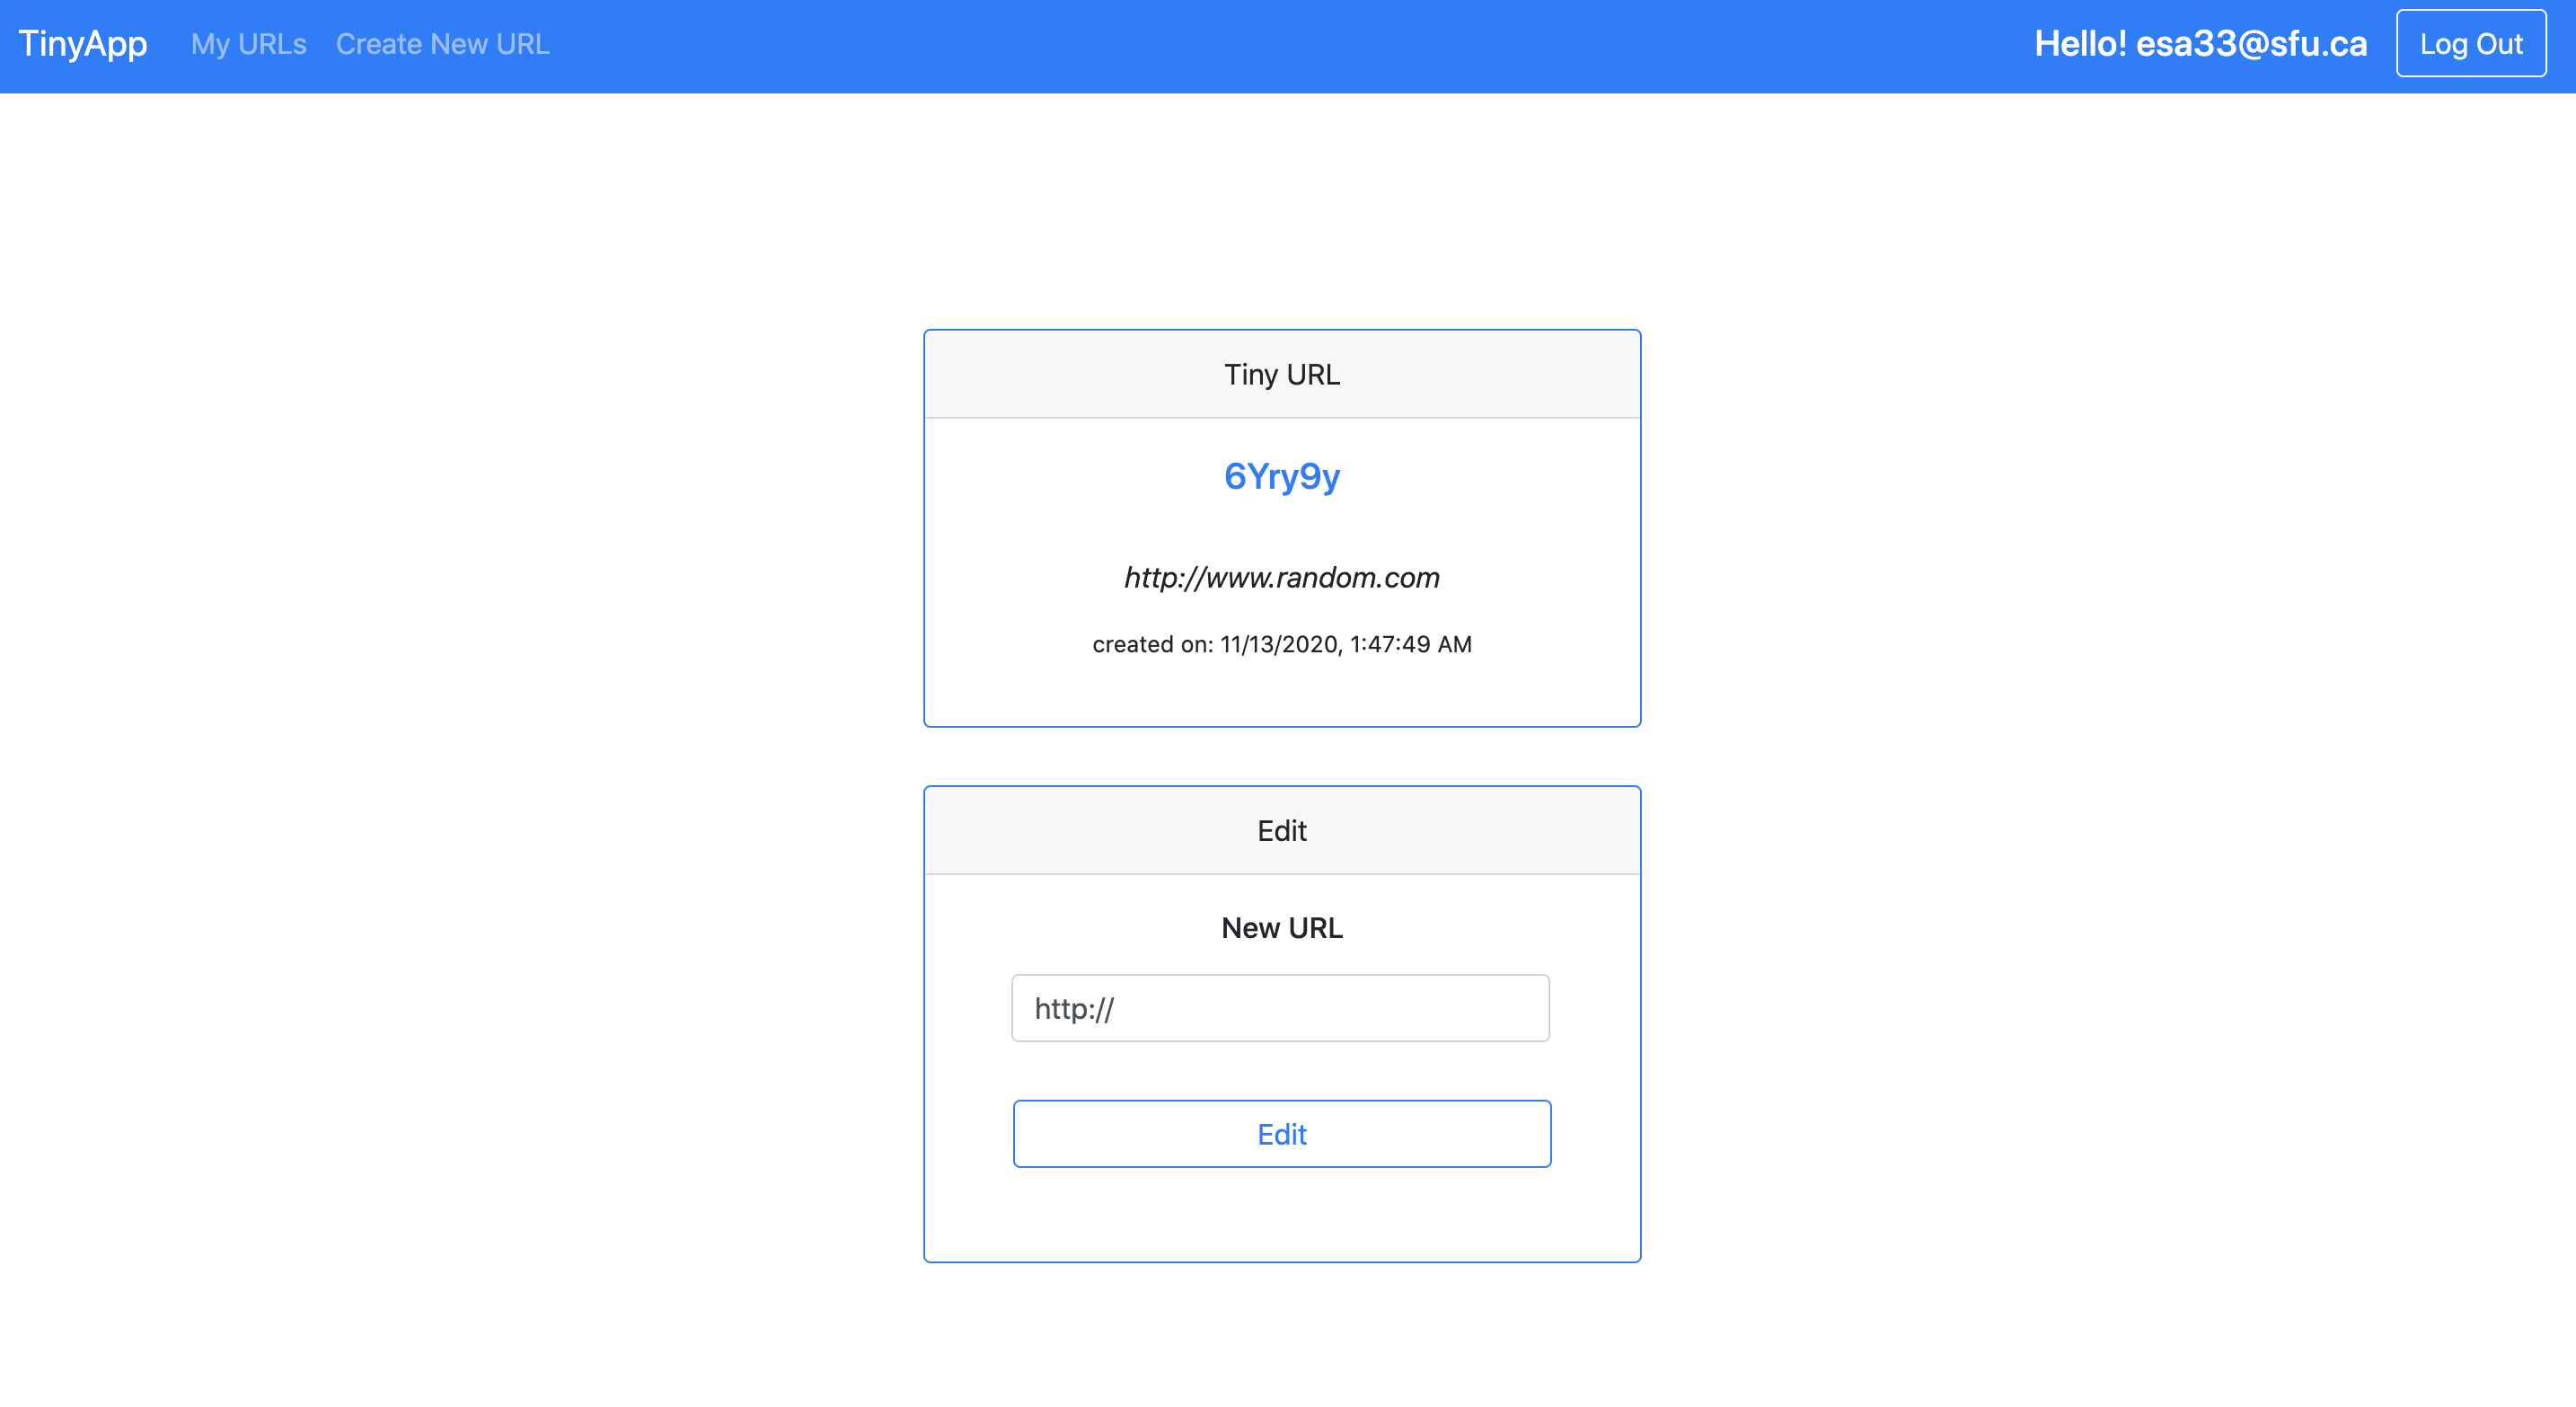 TinyApp My URLs Create New URL Hello! esa33@sfu.ca Log Out
Tiny URL
6Yry9y
http://www.random.com
created on: 11/13/2020, 1:47:49 AM
Edit
New URL
http://
Edit